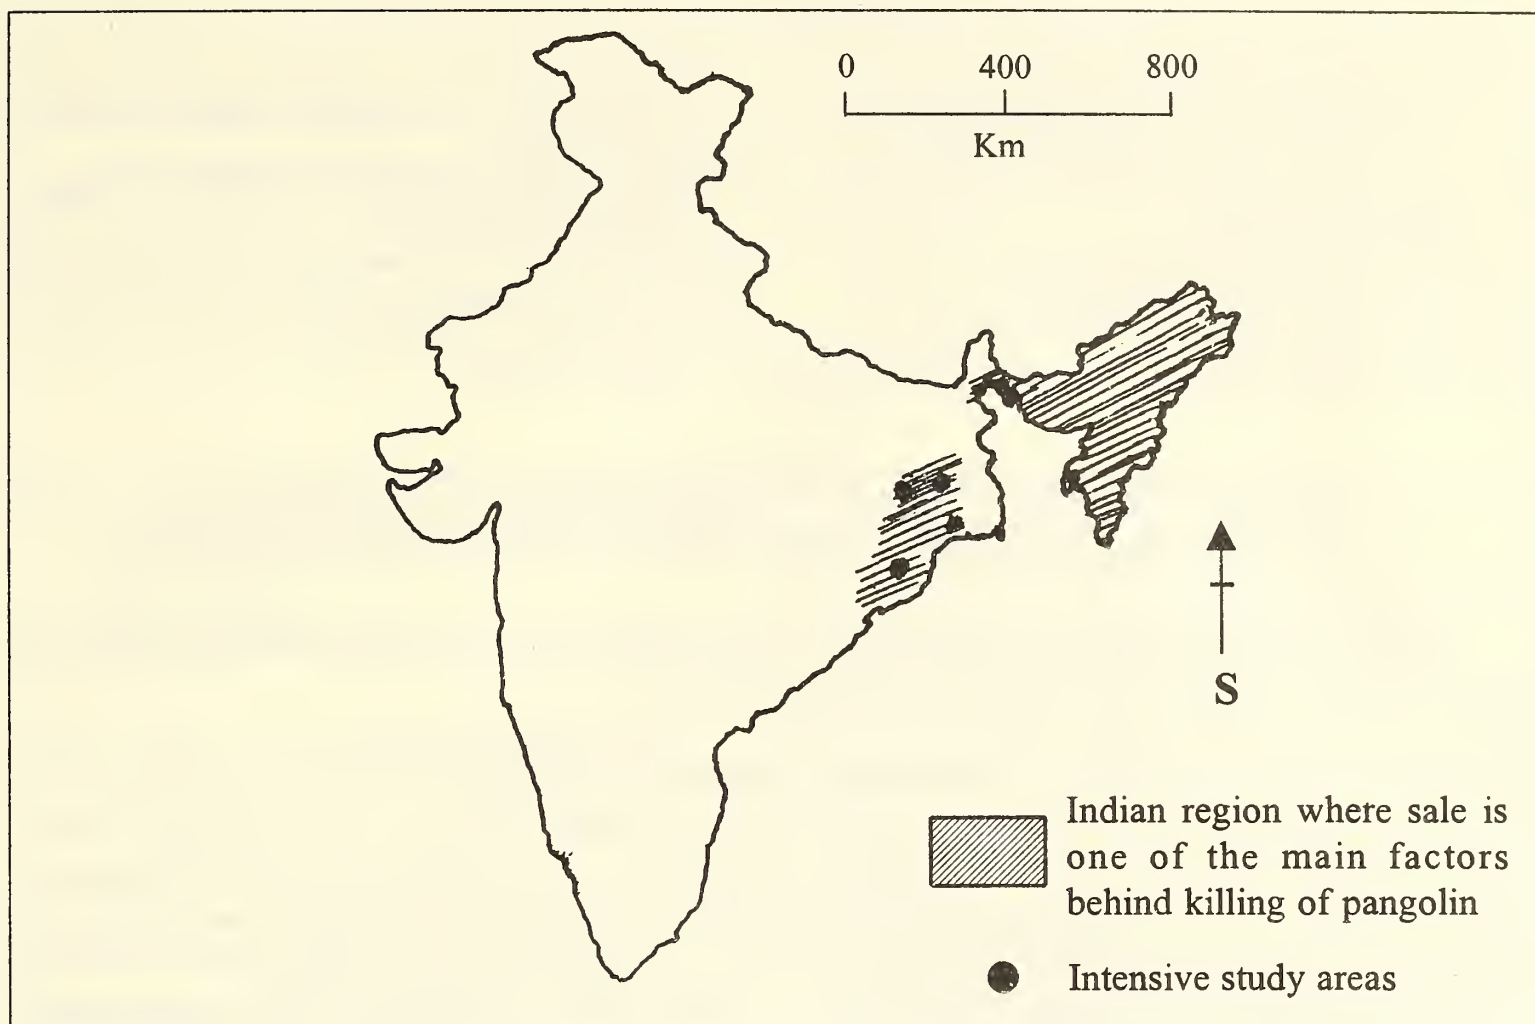 0 400 800
Km
S
Indian region where sale is
one of the main factors
behind killing of pangolin
Intensive study areas